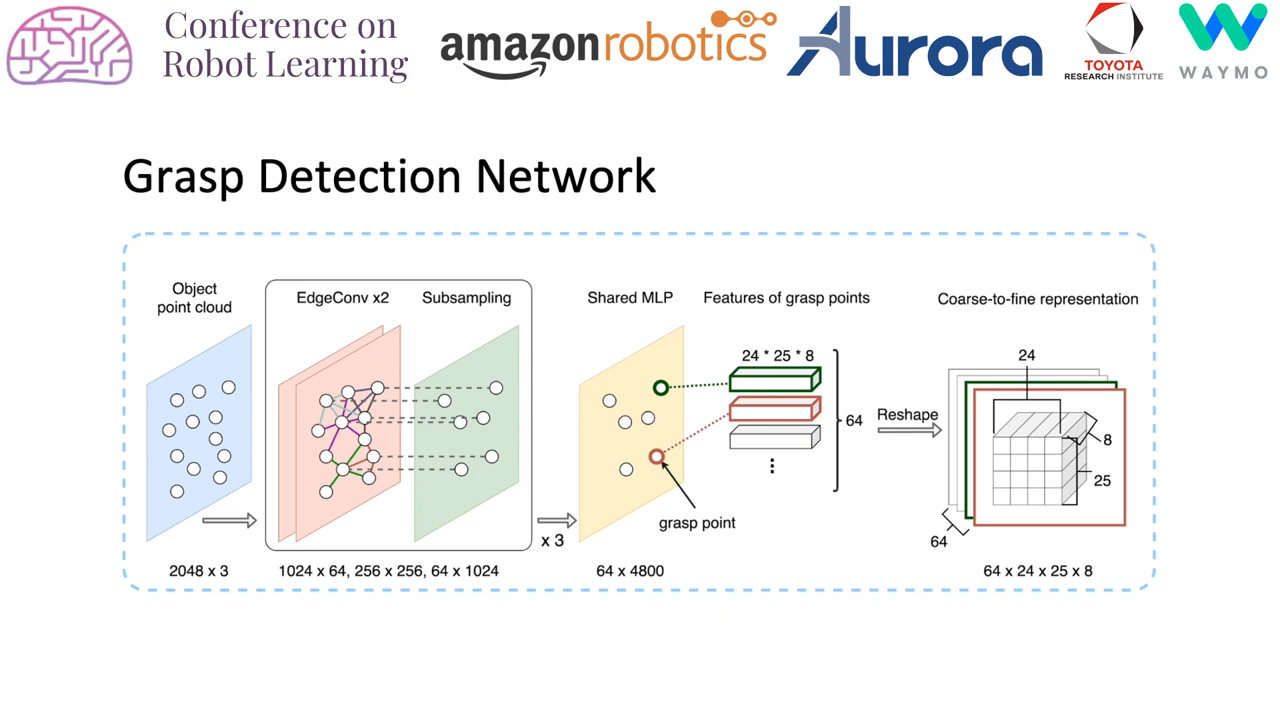 Conference on
Robot Learning
amazonrobotics
Aurora
TOYOTA
RESEARCH INSTITUTE
WAYMO
Grasp Detection Network
Object
point cloud
EdgeConv x2
Subsampling
Shared MLP
Features of grasp points
Coarse-to-fine representation
24 * 25 * 8
64
Reshape
24
8
25
64
grasp point
x 3
2048 x 3
1024 x 64, 256 x 256, 64 x 1024
64 x 4800
64 x 24 x 25 x 8